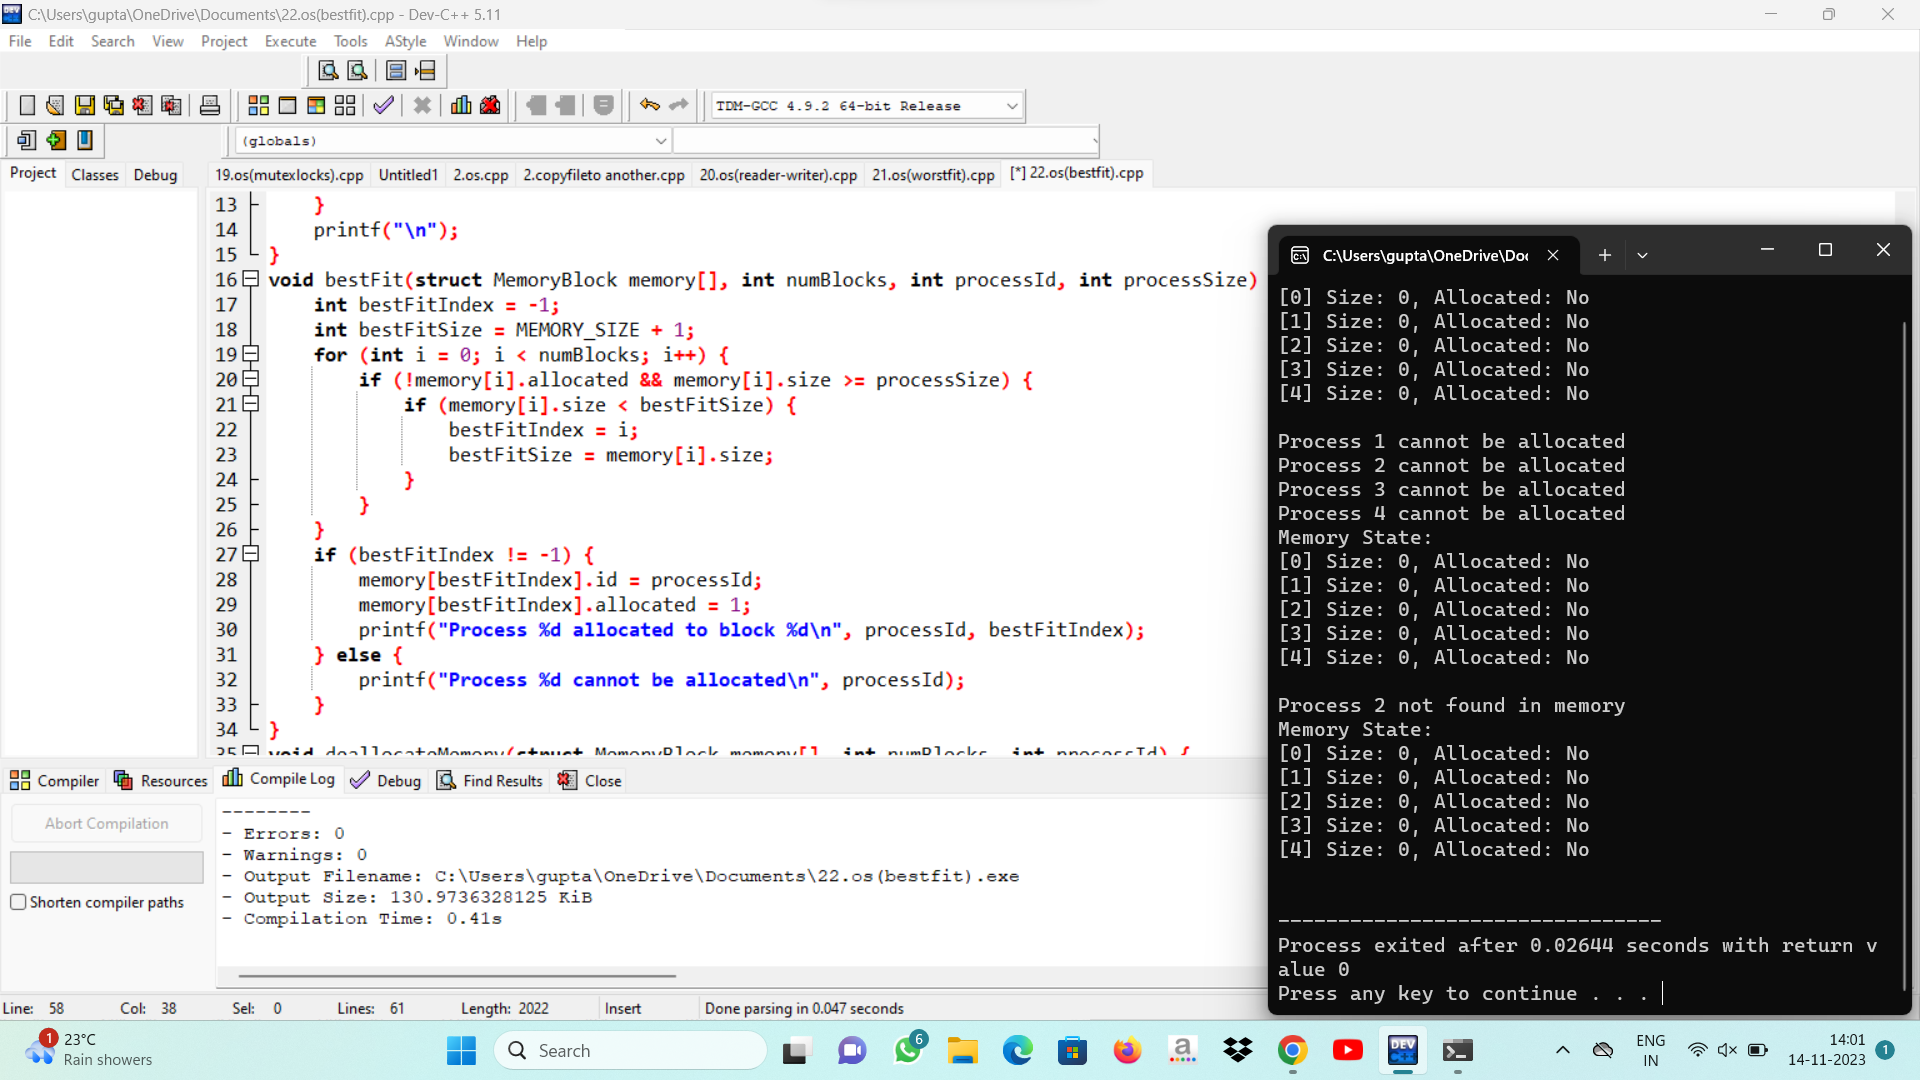 C:\Users\gupta\OneDrive\Documents\22.os(bestfit).cpp - Dev-C++ 5.11
File Edit Search View Project Execute Tools AStyle Window Help
TDM-GCC 4.9.2 64-bit Release
(globals)
Project Classes Debug
19.os(mutexlocks).cpp Untitled1 2.os.cpp 2.copyfileto another.cpp 20.os(reader-writer).cpp 21.os(worstfit).cpp [*] 22.os(bestfit).cpp
13 }
14 printf("\n");
15 }
16 void bestFit(struct MemoryBlock memory[], int numBlocks, int processId, int processSize)
17 int bestFitIndex = -1;
18 int bestFitSize = MEMORY_SIZE + 1;
19 for (int i = 0; i < numBlocks; i++) {
20 if (!memory[i].allocated && memory[i].size >= processSize) {
21 if (memory[i].size < bestFitSize) {
22 bestFitIndex = i;
23 bestFitSize = memory[i].size;
24 }
25 }
26 }
27 if (bestFitIndex != -1) {
28 memory[bestFitIndex].id = processId;
29 memory[bestFitIndex].allocated = 1;
30 printf("Process %d allocated to block %d\n", processId, bestFitIndex);
31 } else {
32 printf("Process %d cannot be allocated\n", processId);
33 }
34 }
35 void deallocateMemory(struct MemoryBlock memory[], int numBlocks, int processId) {
Compiler Resources Compile Log Debug Find Results Close
Abort Compilation
Shorten compiler paths
--------
- Errors: 0
- Warnings: 0
- Output Filename: C:\Users\gupta\OneDrive\Documents\22.os(bestfit).exe
- Output Size: 130.9736328125 KiB
- Compilation Time: 0.41s
Line: 58 Col: 38 Sel: 0 Lines: 61 Length: 2022 Insert Done parsing in 0.047 seconds
C:\Users\gupta\OneDrive\Do
[0] Size: 0, Allocated: No
[1] Size: 0, Allocated: No
[2] Size: 0, Allocated: No
[3] Size: 0, Allocated: No
[4] Size: 0, Allocated: No
Process 1 cannot be allocated
Process 2 cannot be allocated
Process 3 cannot be allocated
Process 4 cannot be allocated
Memory State:
[0] Size: 0, Allocated: No
[1] Size: 0, Allocated: No
[2] Size: 0, Allocated: No
[3] Size: 0, Allocated: No
[4] Size: 0, Allocated: No
Process 2 not found in memory
Memory State:
[0] Size: 0, Allocated: No
[1] Size: 0, Allocated: No
[2] Size: 0, Allocated: No
[3] Size: 0, Allocated: No
[4] Size: 0, Allocated: No
--------------------------------
Process exited after 0.02644 seconds with return v
alue 0
Press any key to continue . . .
1
23°C
Rain showers
Search
6
a
DEV
C++
ENG
IN
14:01
14-11-2023
1